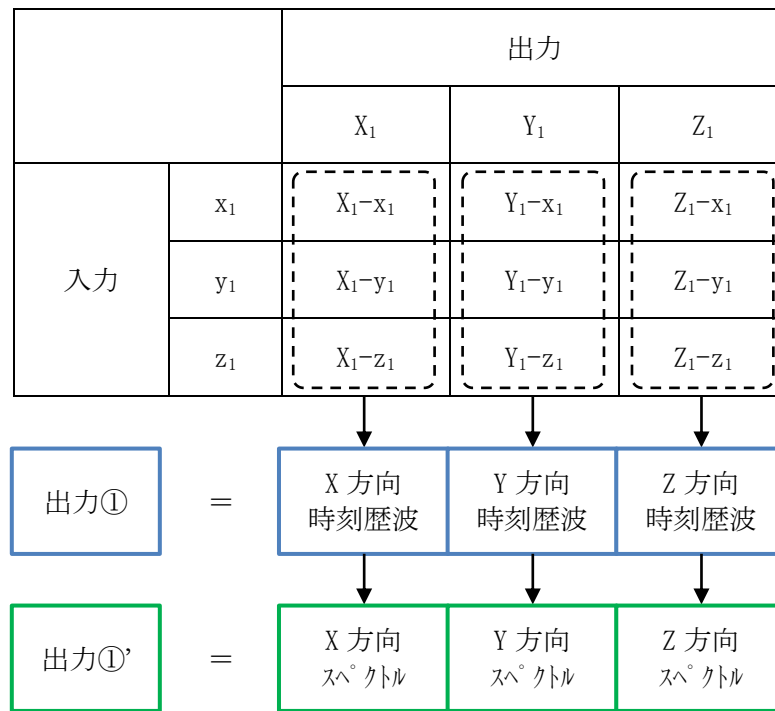 出力
X₁ Y₁ Z₁
入力
x₁ X₁-x₁ Y₁-x₁ Z₁-x₁
y₁ X₁-y₁ Y₁-y₁ Z₁-y₁
z₁ X₁-z₁ Y₁-z₁ Z₁-z₁
出力① =
X 方向
時刻歴波
Y 方向
時刻歴波
Z 方向
時刻歴波
出力①’ =
X 方向
ｽﾍﾟｸﾄﾙ
Y 方向
ｽﾍﾟｸﾄﾙ
Z 方向
ｽﾍﾟｸﾄﾙ